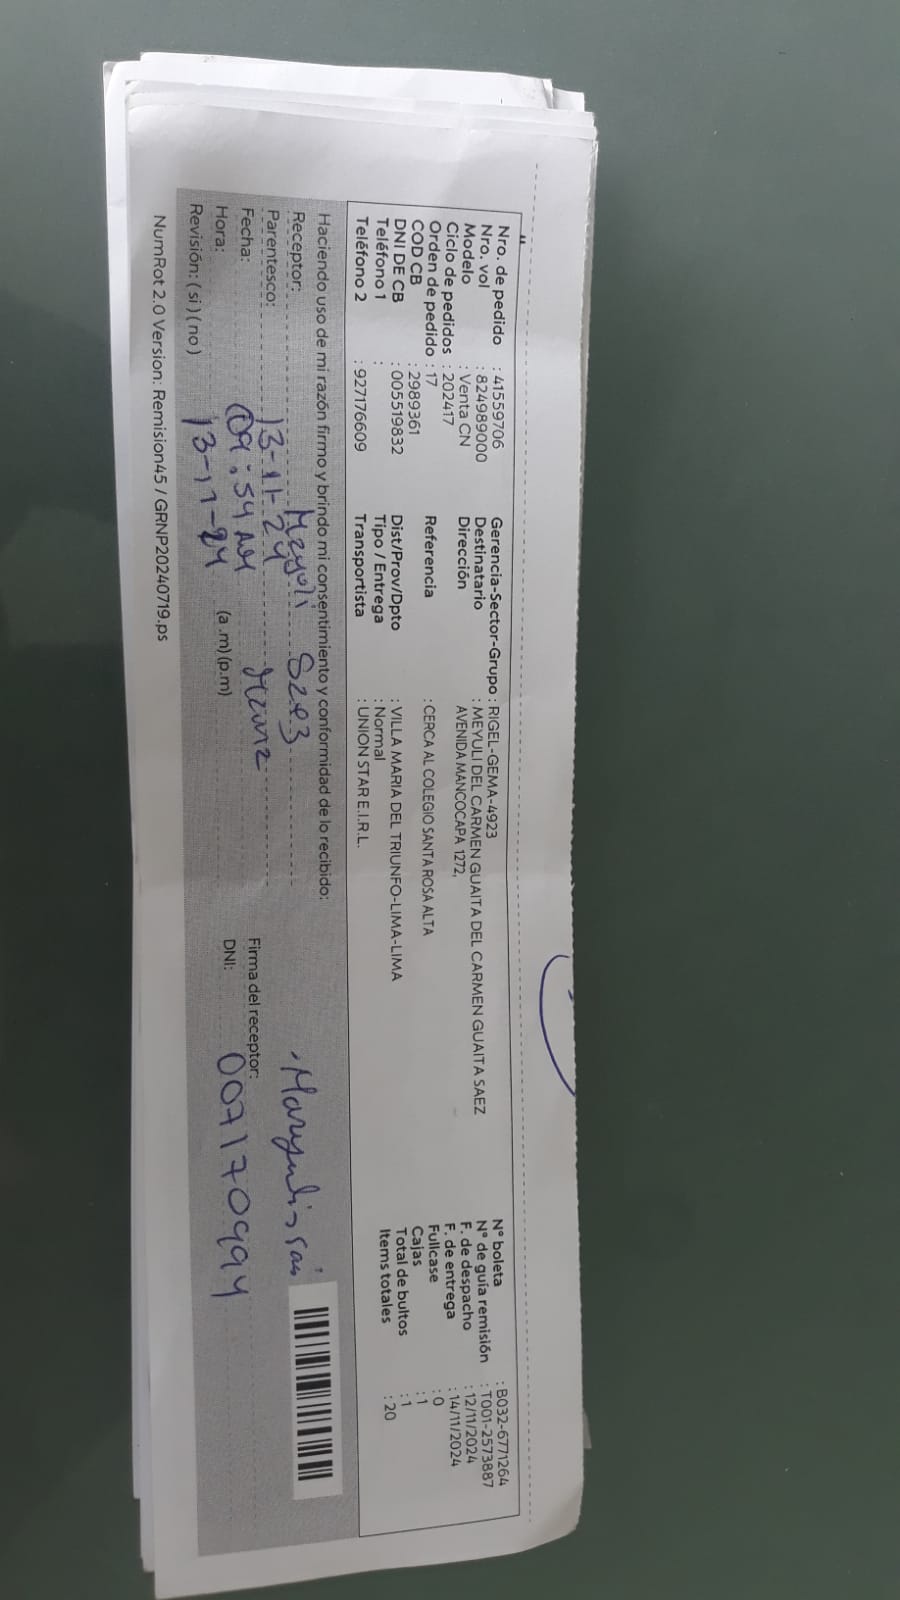 Nro. de pedido : 41559706
Nro. vol : 824989000
Modelo : Venta CN
Ciclo de pedidos : 202417
Orden de pedido : 17
COD CB : 2989361
DNI DE CB : 005519832
Teléfono 1 :
Teléfono 2 : 927176609
Gerencia-Sector-Grupo : RIGEL-GEMA-4923
Destinatario : MEYULI DEL CARMEN GUAITA DEL CARMEN GUAITA SAEZ
Dirección AVENIDA MANCOCAPA 1272,
Referencia : CERCA AL COLEGIO SANTA ROSA ALTA
Dist/Prov/Dpto : VILLA MARIA DEL TRIUNFO-LIMA-LIMA
Tipo / Entrega : Normal
Transportista : UNION STAR E.I.R.L.
N° boleta : B032-6771264
N° de guía remisión : T001-2573887
F. de despacho : 12/11/2024
F. de entrega : 14/11/2024
Fullcase : 0
Cajas : 1
Total de bultos : 1
Items totales : 20
Haciendo uso de mi razón firmo y brindo mi consentimiento y conformidad de lo recibido:
Receptor: Meyuli
Parentesco: 13-11-24
Fecha: 09:54 AM
Hora: 13-11-24 (a .m) (p.m)
Revisión: ( si ) ( no )
Firma del receptor:
DNI: 007170994
NumRot 2.0 Version: Remision45 / GRNP20240719.ps